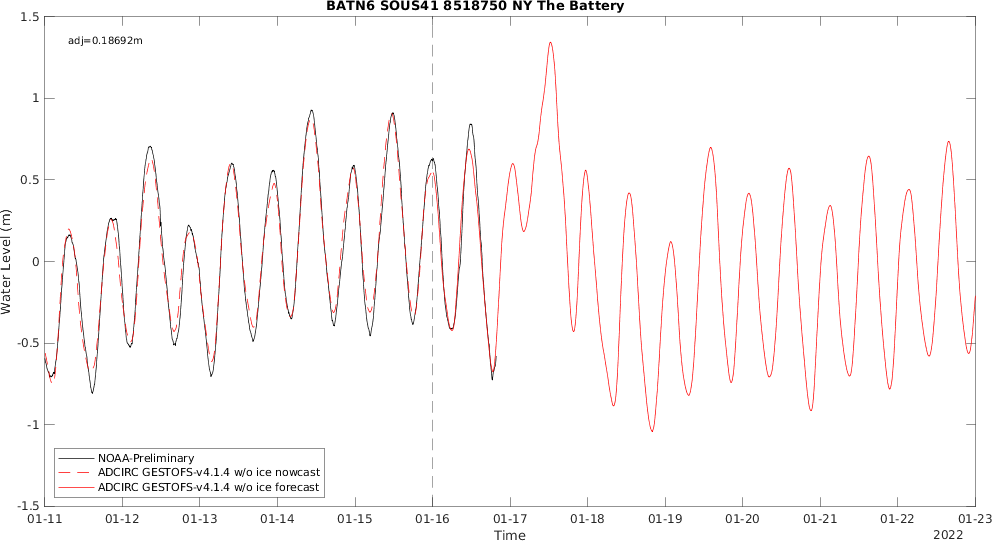 BATN6 SOUS41 8518750 NY The Battery
1.5
adj=0.18692m
1
0.5
0
-0.5
-1
-1.5
Water Level (m)
NOAA-Preliminary
ADCIRC GESTOFS-v4.1.4 w/o ice nowcast
ADCIRC GESTOFS-v4.1.4 w/o ice forecast
01-11 01-12 01-13 01-14 01-15 01-16 01-17 01-18 01-19 01-20 01-21 01-22 01-23
Time
2022